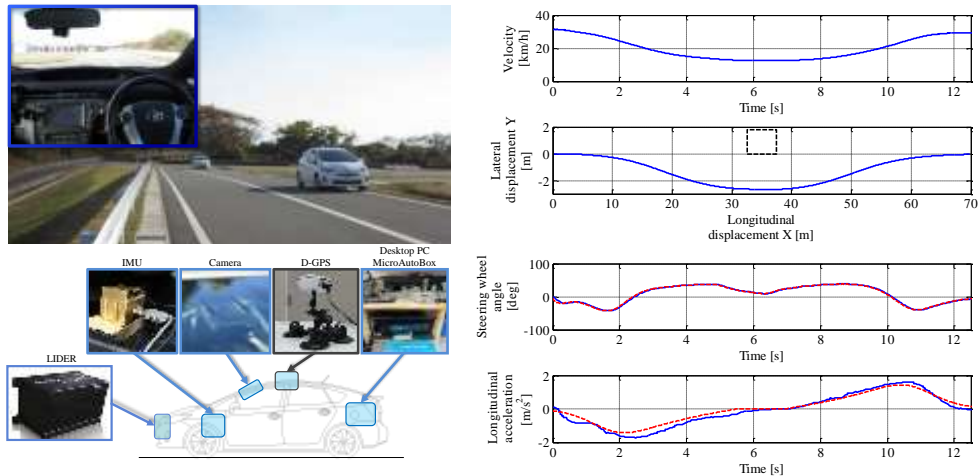 IMU
Camera
D-GPS
Desktop PC
MicroAutoBox
LIDER
Velocity
[km/h]
40
20
0
0 2 4 6 8 10 12
Time [s]
Lateral
displacement Y
[m]
2
0
-2
0 10 20 30 40 50 60 70
Longitudinal
displacement X [m]
Steering wheel
angle
[deg]
100
0
-100
0 2 4 6 8 10 12
Time [s]
Longitudinal
acceleration
[m/s²]
2
0
-2
0 2 4 6 8 10 12
Time [s]